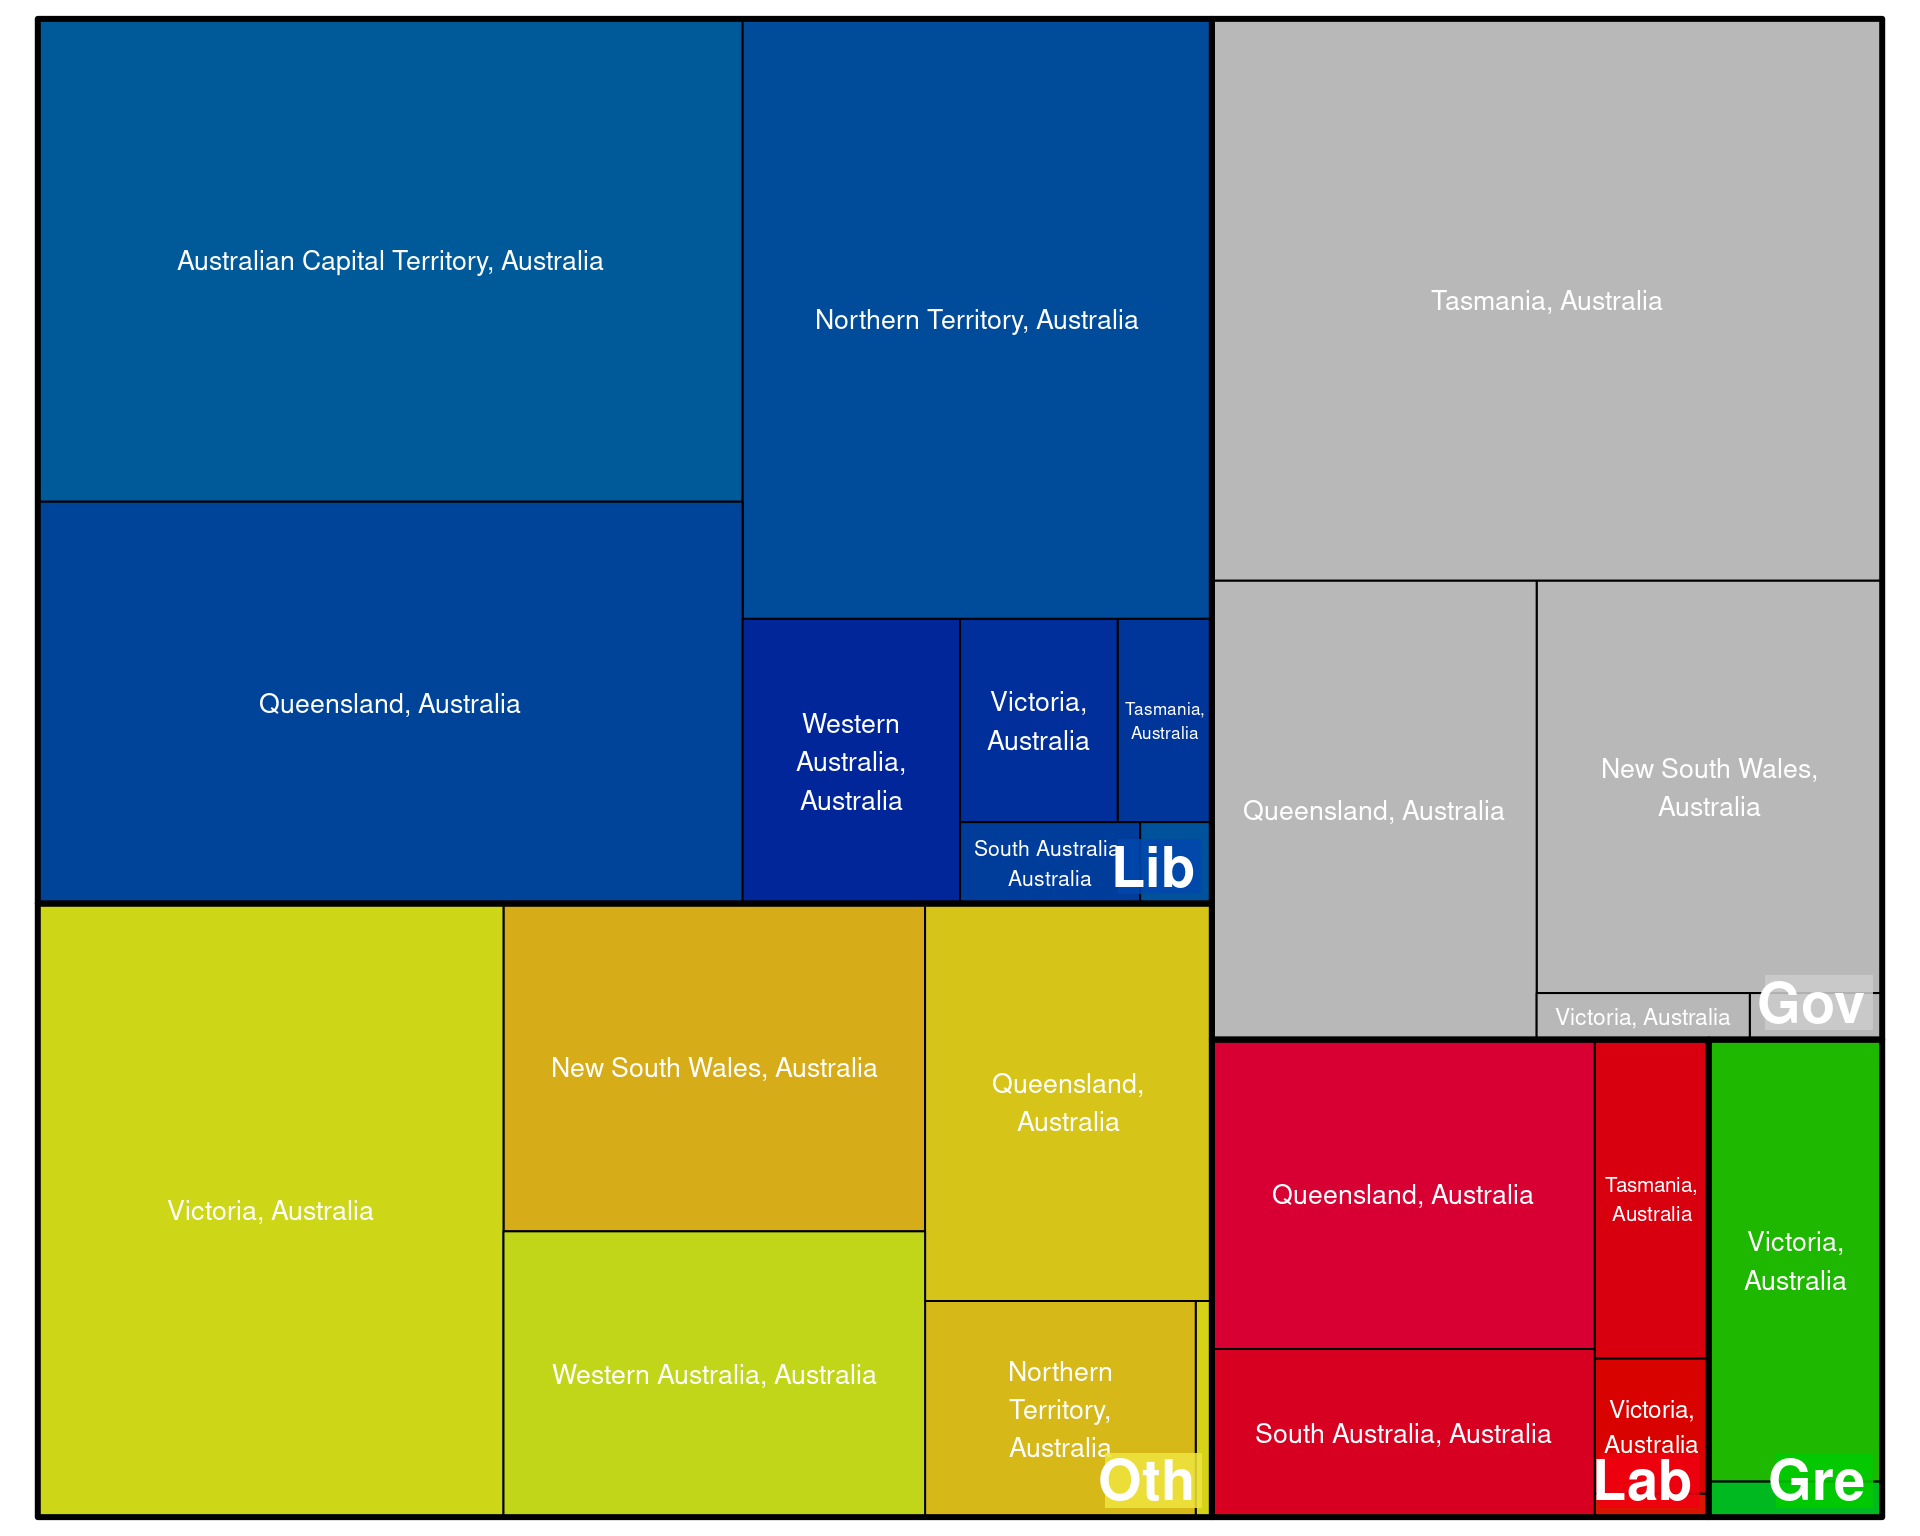 Australian Capital Territory, Australia
Northern Territory, Australia
Queensland, Australia
Western
Australia,
Australia
Victoria,
Australia
Tasmania,
Australia
South Australia
Australia
Lib
Tasmania, Australia
Queensland, Australia
New South Wales,
Australia
Victoria, Australia
Gov
Victoria, Australia
New South Wales, Australia
Western Australia, Australia
Queensland,
Australia
Northern
Territory,
Australia
Oth
Queensland, Australia
South Australia, Australia
Tasmania,
Australia
Victoria,
Australia
Lab
Victoria,
Australia
Gre